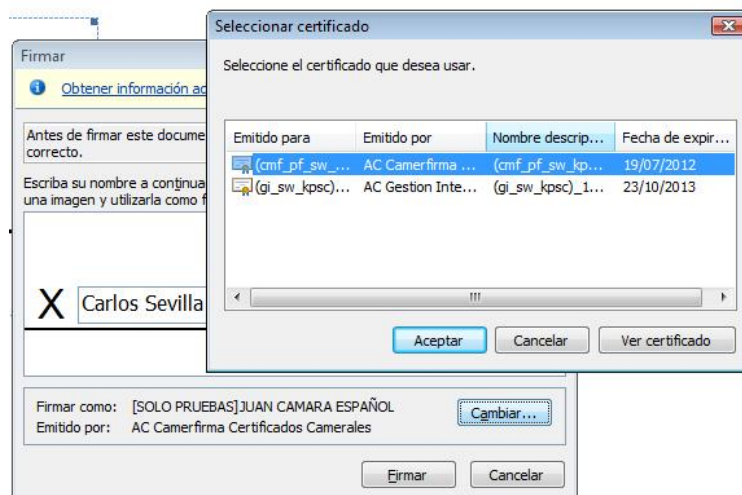 Seleccionar certificado
Seleccione el certificado que desea usar.
Emitido para Emitido por Nombre descrip... Fecha de expir...
(cmf_pf_sw_... AC Camerfirma ... (cmf_pf_sw_kp... 19/07/2012
(gi_sw_kpsc)... AC Gestion Inte... (gi_sw_kpsc)_1... 23/10/2013
Aceptar Cancelar Ver certificado
Firmar
Obtener información ad
Antes de firmar este docume
correcto.
Escriba su nombre a continua
una imagen y utilizarla como f
X Carlos Sevilla
Firmar como: [SOLO PRUEBAS]JUAN CAMARA ESPAÑOL Cambiar...
Emitido por: AC Camerfirma Certificados Camerales
Firmar Cancelar